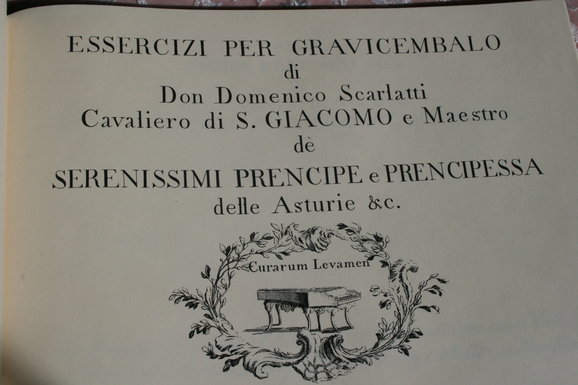 ESSERCIZI PER GRAVICEMBALO
di
Don Domenico Scarlatti
Cavaliero di S. GIACOMO e Maestro
dè
SERENISSIMI PRENCIPE e PRENCIPESSA
delle Asturie &c.
Curarum Levamen